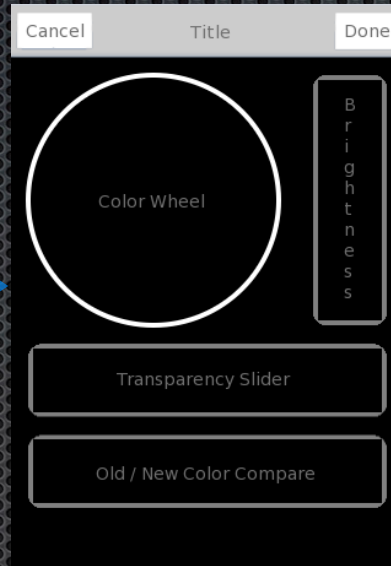 Cancel Title Done
Color Wheel
B
r
i
g
h
t
n
e
s
s
Transparency Slider
Old / New Color Compare